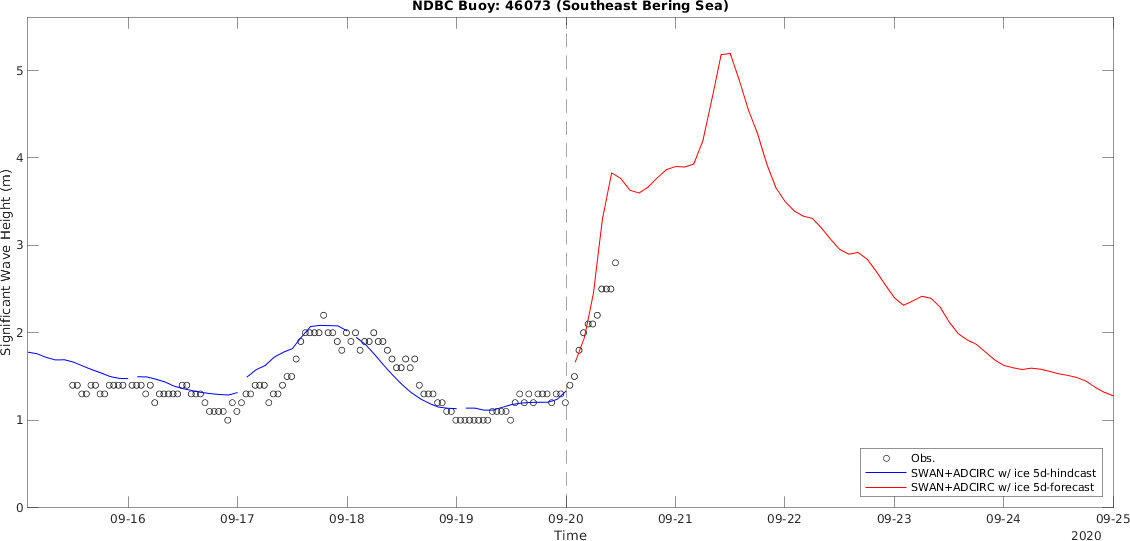 NDBC Buoy: 46073 (Southeast Bering Sea)
Significant Wave Height (m)
5
4
3
2
1
0
09-16
09-17
09-18
09-19
09-20
09-21
09-22
09-23
09-24
09-25
Time
2020
Obs.
SWAN+ADCIRC w/ ice 5d-hindcast
SWAN+ADCIRC w/ ice 5d-forecast